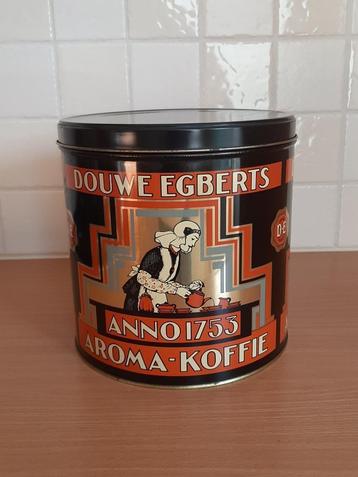 DOUWE EGBERTS
D·E
ANNO 1753
AROMA-KOFFIE